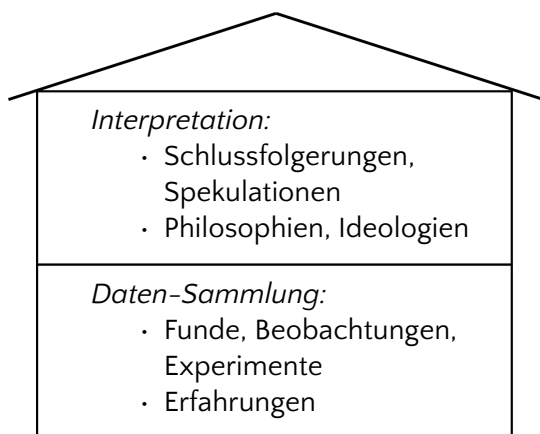 Interpretation:
· Schlussfolgerungen,
Spekulationen
· Philosophien, Ideologien
Daten-Sammlung:
· Funde, Beobachtungen,
Experimente
· Erfahrungen